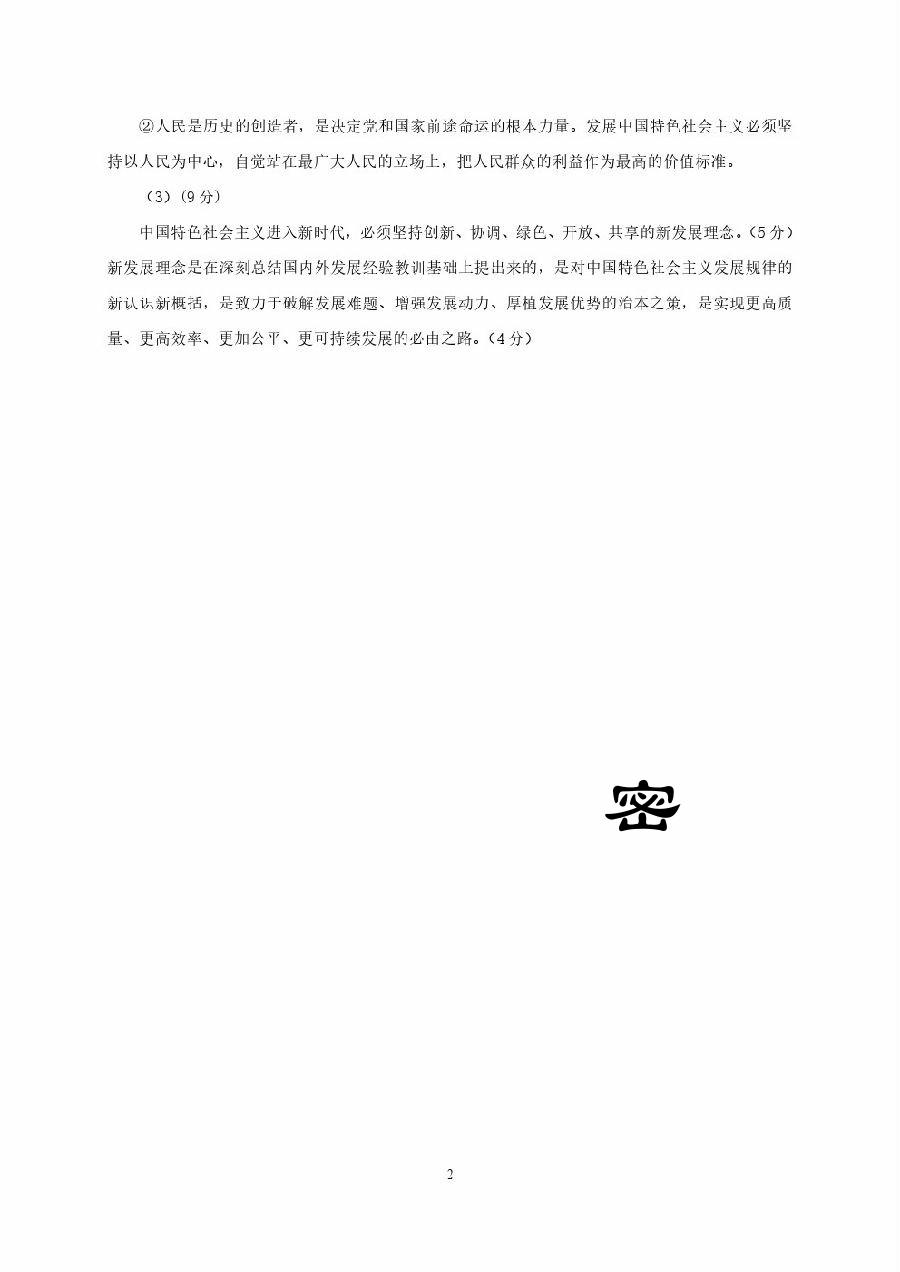 ②人民是历史的创造者，是决定党和国家前途命运的根本力量。发展中国特色社会主义必须坚
持以人民为中心，自觉站在最广大人民的立场上，把人民群众的利益作为最高的价值标准。
（3）(9 分)
中国特色社会主义进入新时代，必须坚持创新、协调、绿色、开放、共享的新发展理念。（5 分）
新发展理念是在深刻总结国内外发展经验教训基础上提出来的，是对中国特色社会主义发展规律的
新认识新概括，是致力于破解发展难题、增强发展动力、厚植发展优势的治本之策，是实现更高质
量、更高效率、更加公平、更可持续发展的必由之路。（4 分）
密
2